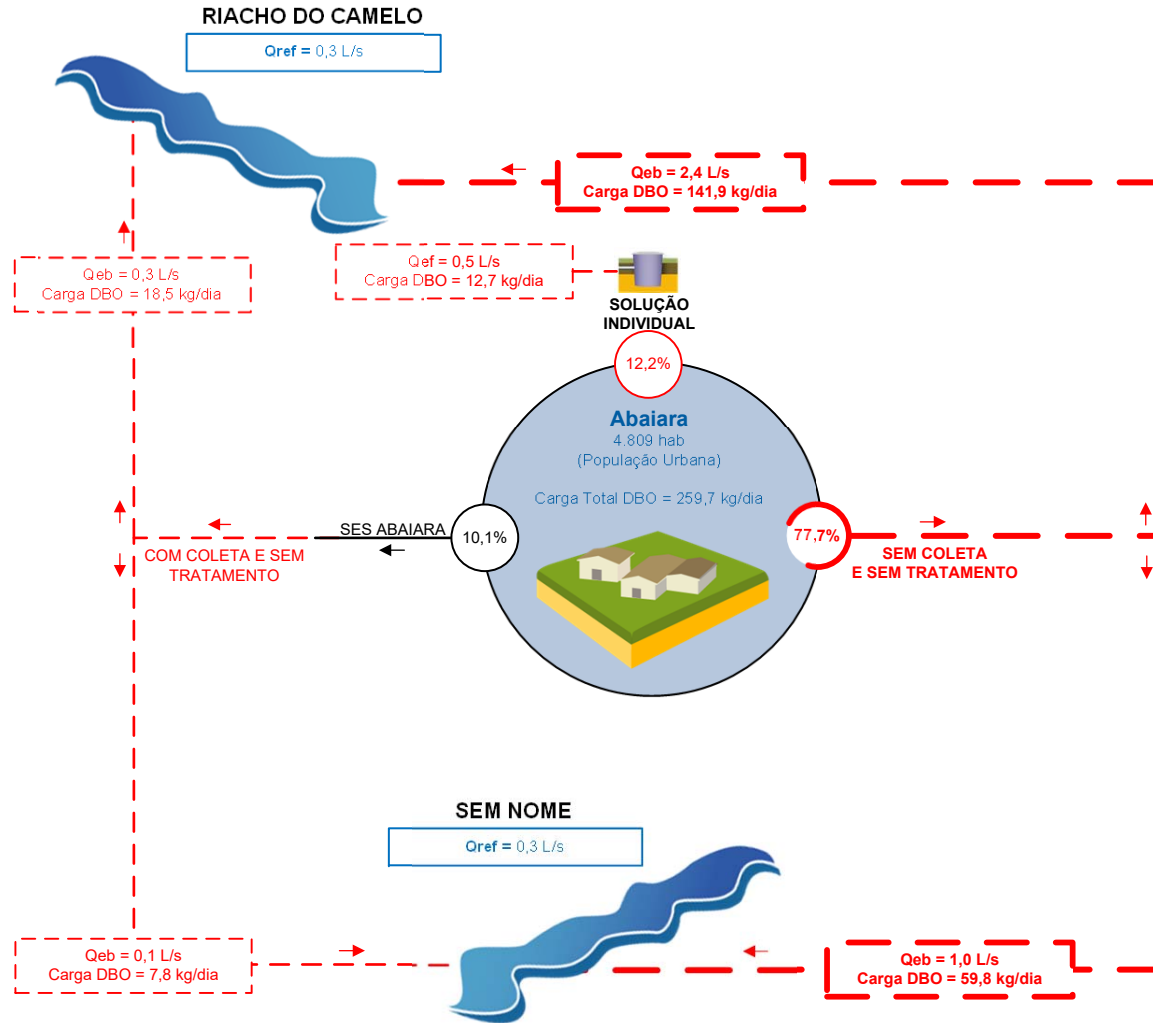 RIACHO DO CAMELO
Qref = 0,3 L/s
Qeb = 2,4 L/s
Carga DBO = 141,9 kg/dia
Qeb = 0,3 L/s
Carga DBO = 18,5 kg/dia
Qef = 0,5 L/s
Carga DBO = 12,7 kg/dia
SOLUÇÃO
INDIVIDUAL
12,2%
Abaiara
4.809 hab
(População Urbana)
Carga Total DBO = 259,7 kg/dia
SES ABAIARA
10,1%
77,7%
COM COLETA E SEM
TRATAMENTO
SEM COLETA
E SEM TRATAMENTO
SEM NOME
Qref = 0,3 L/s
Qeb = 0,1 L/s
Carga DBO = 7,8 kg/dia
Qeb = 1,0 L/s
Carga DBO = 59,8 kg/dia